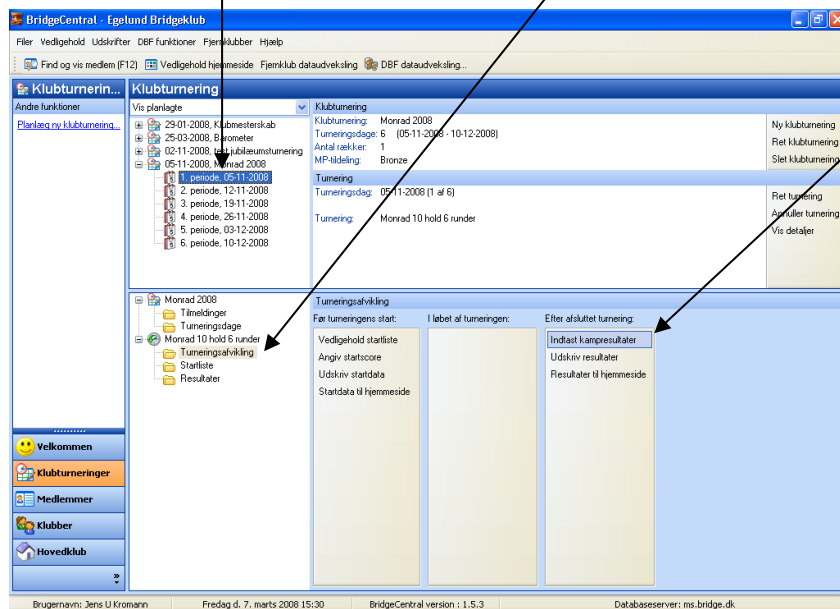 BridgeCentral - Egelund Bridgeklub
Filer Vedligehold Udskrifter DBF funktioner Fjernklubber Hjælp
Find og vis medlem (F12) Vedligehold hjemmeside Fjernklub dataudveksling DBF dataudveksling...
Klubturnerin...
Andre funktioner
Planlæg ny klubturnering...
Klubturnering
Vis planlagte
29-01-2008, Klubmesterskab
25-03-2008, Barometer
02-11-2008, test jubilæumsturnering
05-11-2008, Monrad 2008
1. periode, 05-11-2008
2. periode, 12-11-2008
3. periode, 19-11-2008
4. periode, 26-11-2008
5. periode, 03-12-2008
6. periode, 10-12-2008
Klubturnering
Klubturnering: Monrad 2008
Turneringsdage: 6 (05-11-2008 - 10-12-2008)
Antal rækker: 1
MP-tildeling: Bronze
Ny klubturnering
Ret klubturnering
Slet klubturnering
Turnering
Turneringsdag: 05-11-2008 (1 af 6)
Turnering: Monrad 10 hold 6 runder
Ret turnering
Annuller turnering
Vis detaljer
Monrad 2008
Tilmeldinger
Turneringsdage
Monrad 10 hold 6 runder
Turneringsafvikling
Startliste
Resultater
Turneringsafvikling
Før turneringens start:
Vedligehold startliste
Angiv startscore
Udskriv startdata
Startdata til hjemmeside
I løbet af turneringen:
Efter afsluttet turnering:
Indtast kampresultater
Udskriv resultater
Resultater til hjemmeside
Velkommen
Klubturneringer
Medlemmer
Klubber
Hovedklub
Brugernavn: Jens U Kromann Fredag d. 7. marts 2008 15:30 BridgeCentral version : 1.5.3 Databaseserver: ms.bridge.dk